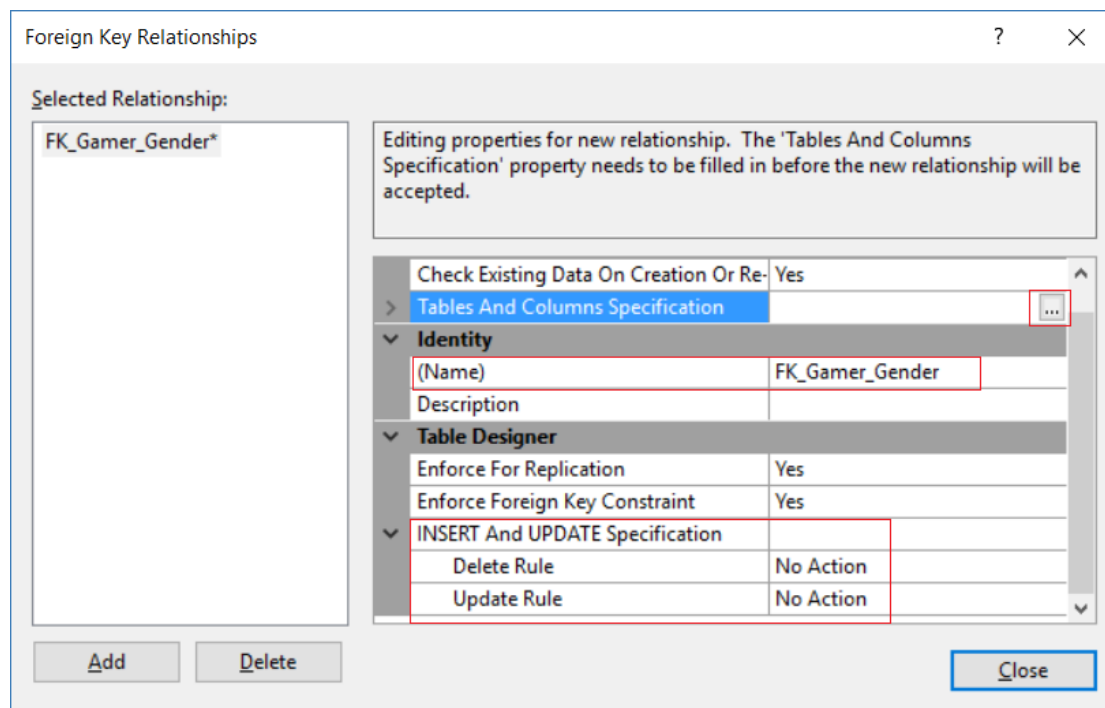 Foreign Key Relationships
?
Selected Relationship:
FK_Gamer_Gender*
Editing properties for new relationship. The 'Tables And Columns
Specification' property needs to be filled in before the new relationship will be
accepted.
Check Existing Data On Creation Or Re- Yes
Tables And Columns Specification ...
Identity
(Name) FK_Gamer_Gender
Description
Table Designer
Enforce For Replication Yes
Enforce Foreign Key Constraint Yes
INSERT And UPDATE Specification
Delete Rule No Action
Update Rule No Action
Add Delete
Close